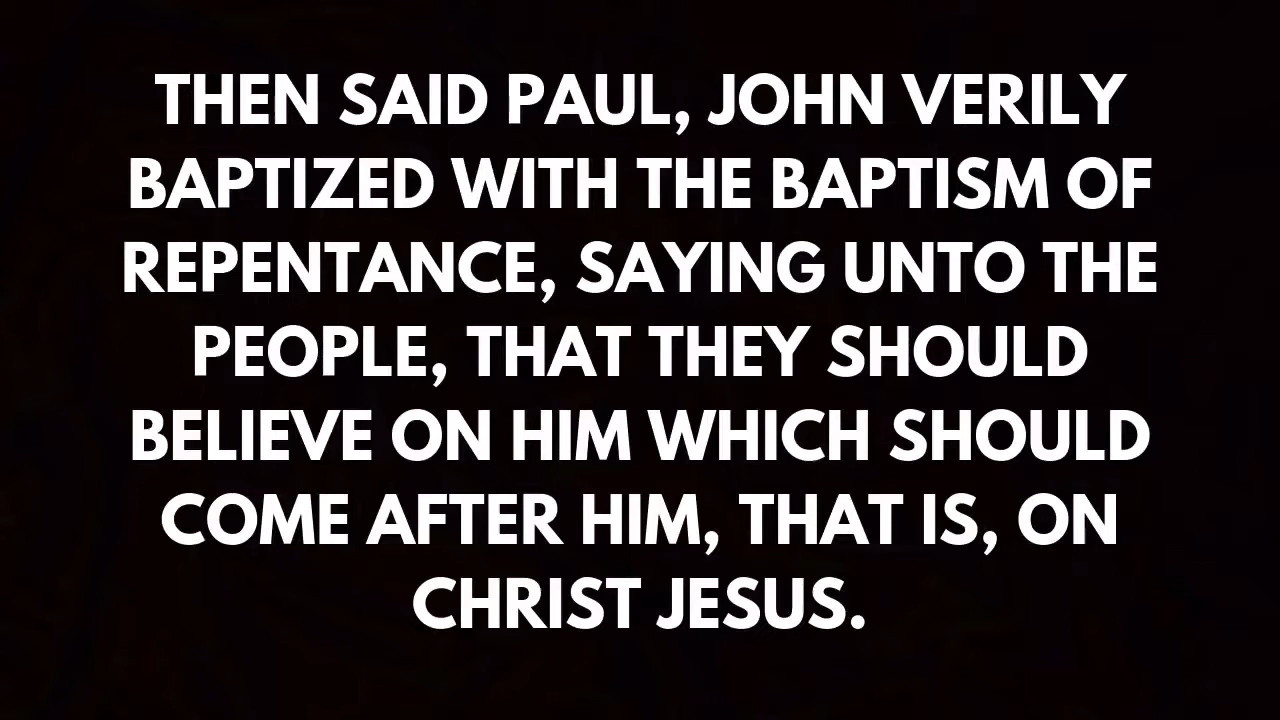 THEN SAID PAUL, JOHN VERILY
BAPTIZED WITH THE BAPTISM OF
REPENTANCE, SAYING UNTO THE
PEOPLE, THAT THEY SHOULD
BELIEVE ON HIM WHICH SHOULD
COME AFTER HIM, THAT IS, ON
CHRIST JESUS.